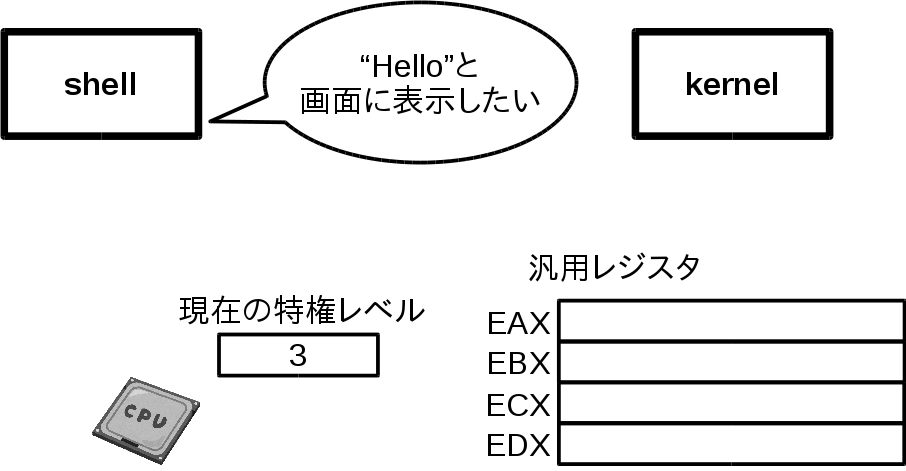 shell
“Hello”と
画面に表示したい
kernel
汎用レジスタ
現在の特権レベル
3
EAX
EBX
ECX
EDX
CPU